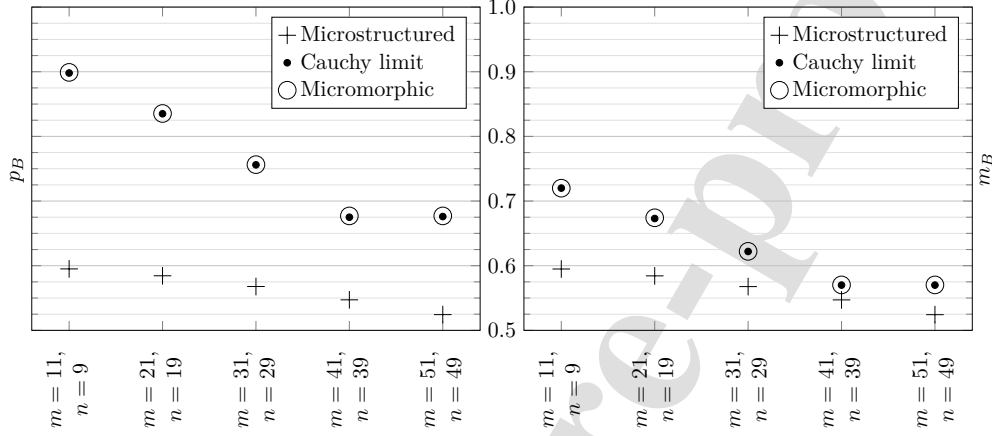 Microstructured
Cauchy limit
Micromorphic
p_B
m = 11,
n = 9
m = 21,
n = 19
m = 31,
n = 29
m = 41,
n = 39
m = 51,
n = 49
1.0
0.9
0.8
0.7
0.6
0.5
Microstructured
Cauchy limit
Micromorphic
m_B
m = 11,
n = 9
m = 21,
n = 19
m = 31,
n = 29
m = 41,
n = 39
m = 51,
n = 49
re-pr